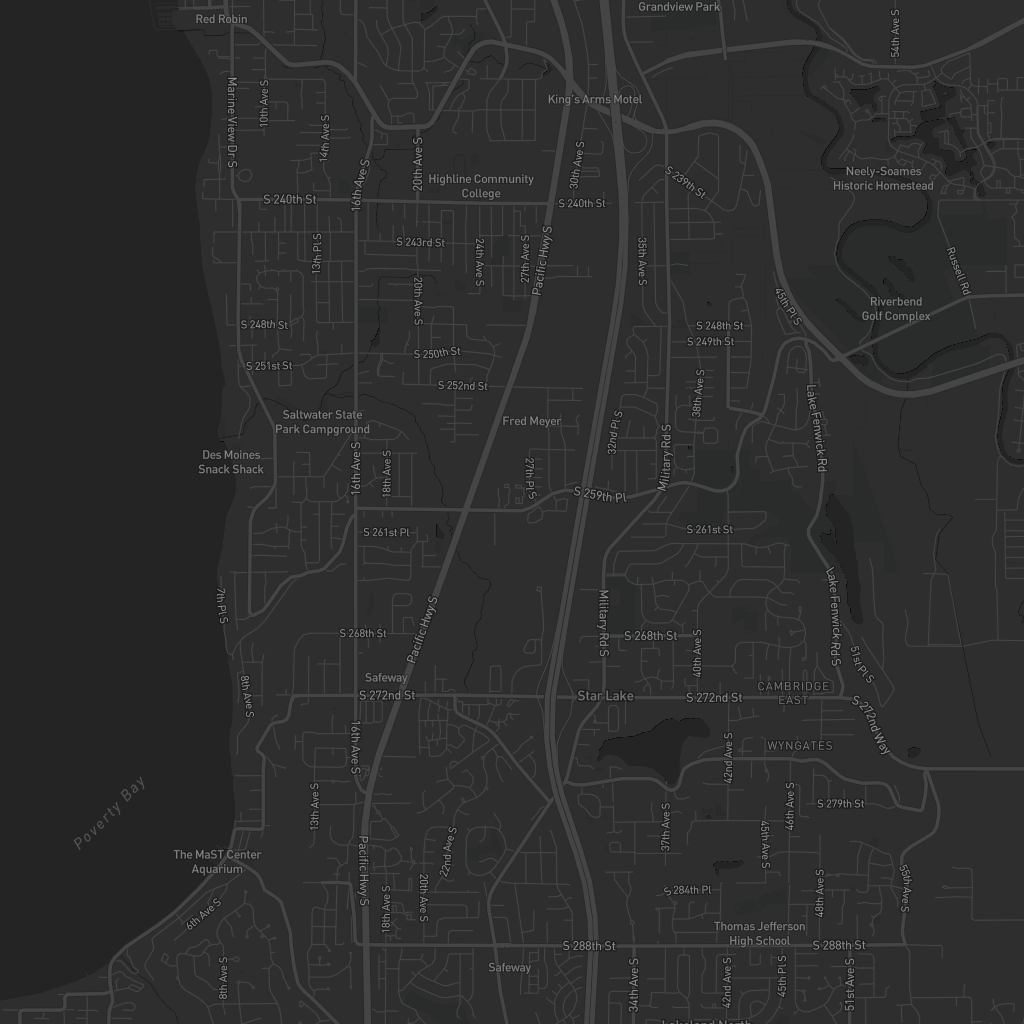 Grandview Park
Red Robin
54th Ave S
King's Arms Motel
Marine View Dr S
10th Ave S
14th Ave S
20th Ave S
16th Ave S
30th Ave S
Highline Community
College
S 239th St
Neely-Soames
Historic Homestead
S 240th St
S 240th St
13th Pl S
S 243rd St
24th Ave S
27th Ave S
Pacific Hwy S
35th Ave S
Russell Rd
20th Ave S
45th Pl S
Riverbend
Golf Complex
S 248th St
S 248th St
S 249th St
S 250th St
S 251st St
S 252nd St
38th Ave S
Saltwater State
Park Campground
Fred Meyer
32nd Pl S
Lake Fenwick Rd
Des Moines
Snack Shack
16th Ave S
18th Ave S
27th Pl S
Military Rd S
S 259th Pl
S 261st Pl
S 261st St
7th Pl S
Pacific Hwy S
Military Rd S
Lake Fenwick Rd S
S 268th St
S 268th St
40th Ave S
51st Pl S
Safeway
8th Ave S
S 272nd St
Star Lake
S 272nd St
CAMBRIDGE
EAST
S 272nd Way
16th Ave S
42nd Ave S
WYNGATES
Poverty Bay
13th Ave S
37th Ave S
46th Ave S
S 279th St
45th Ave S
22nd Ave S
The MaST Center
Aquarium
Pacific Hwy S
18th Ave S
20th Ave S
S 284th Pl
48th Ave S
55th Ave S
6th Ave S
Thomas Jefferson
High School
S 288th St
S 288th St
8th Ave S
Safeway
34th Ave S
42nd Ave S
45th Pl S
51st Ave S
Lakeland North